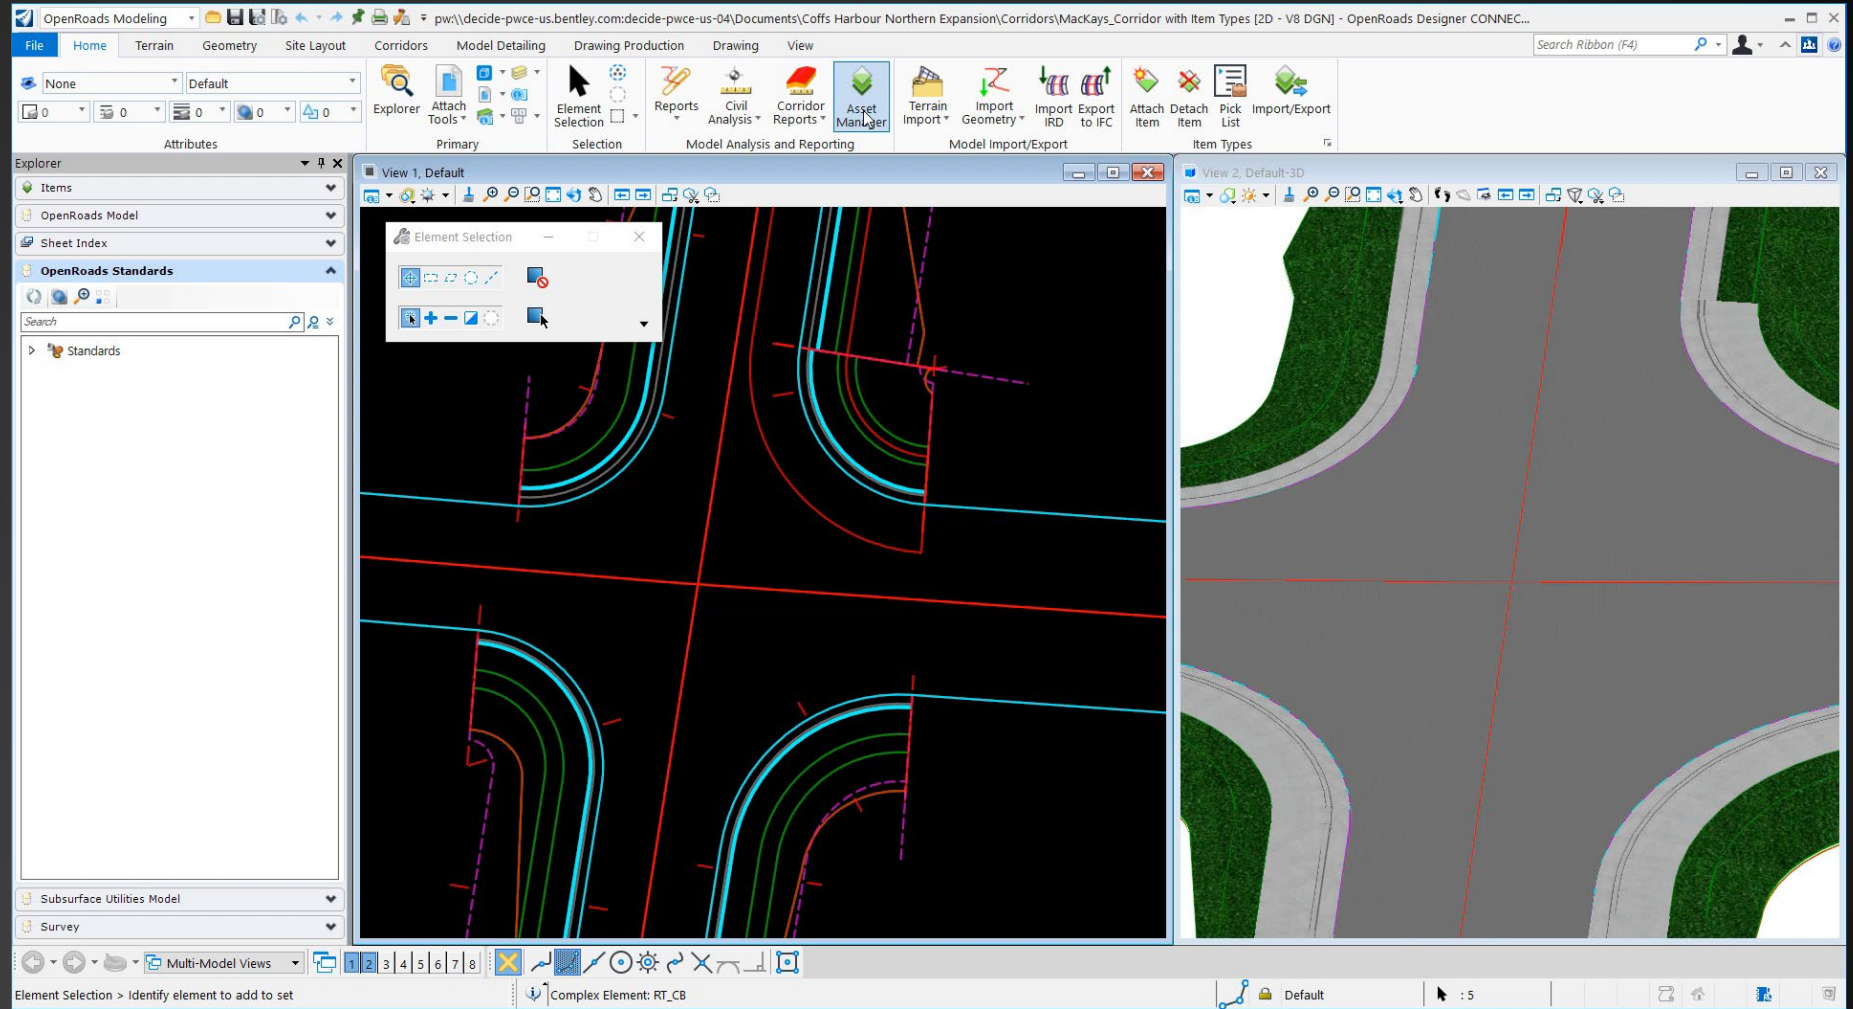 OpenRoads Modeling
pw:\\decide-pwce-us.bentley.com:decide-pwce-us-04\Documents\Coffs Harbour Northern Expansion\Corridors\MacKays_Corridor with Item Types [2D - V8 DGN] - OpenRoads Designer CONNEC...
File Home Terrain Geometry Site Layout Corridors Model Detailing Drawing Production Drawing View
Search Ribbon (F4)
None Default
0 0 0 0 0
Attributes
Explorer
Attach Tools
Primary
Element Selection
Selection
Reports
Civil Analysis
Corridor Reports
Asset Manager
Model Analysis and Reporting
Terrain Import
Import Geometry
Import IRD
Export to IFC
Model Import/Export
Attach Item
Detach Item
Pick List
Import/Export
Item Types
Explorer
Items
OpenRoads Model
Sheet Index
OpenRoads Standards
Search
Standards
Subsurface Utilities Model
Survey
View 1, Default
Element Selection
View 2, Default-3D
Multi-Model Views
1 2 3 4 5 6 7 8
Element Selection > Identify element to add to set
Complex Element: RT_CB
Default
: 5